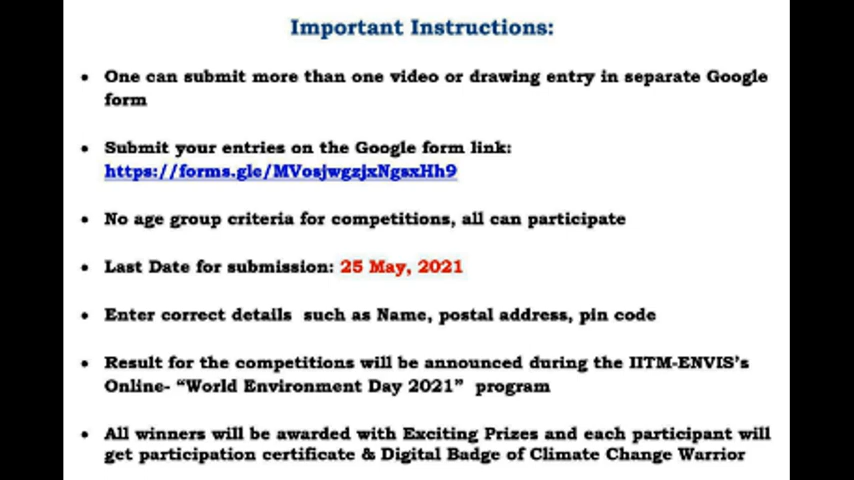 Important Instructions:
• One can submit more than one video or drawing entry in separate Google
form
• Submit your entries on the Google form link:
https://forms.gle/MVosjwgzjxNgsxHh9
• No age group criteria for competitions, all can participate
• Last Date for submission: 25 May, 2021
• Enter correct details such as Name, postal address, pin code
• Result for the competitions will be announced during the IITM-ENVIS's
Online- “World Environment Day 2021” program
• All winners will be awarded with Exciting Prizes and each participant will
get participation certificate & Digital Badge of Climate Change Warrior